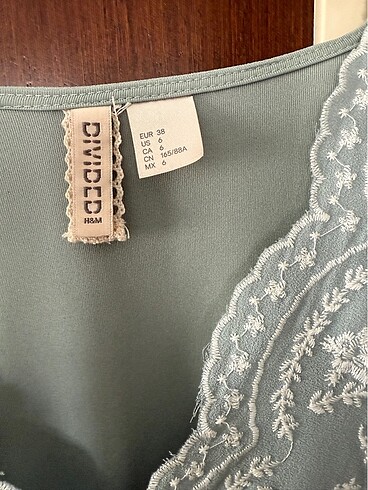 DIVIDED
H&M
EUR 38
US 6
CA 6
CN 165/88A
MX 6